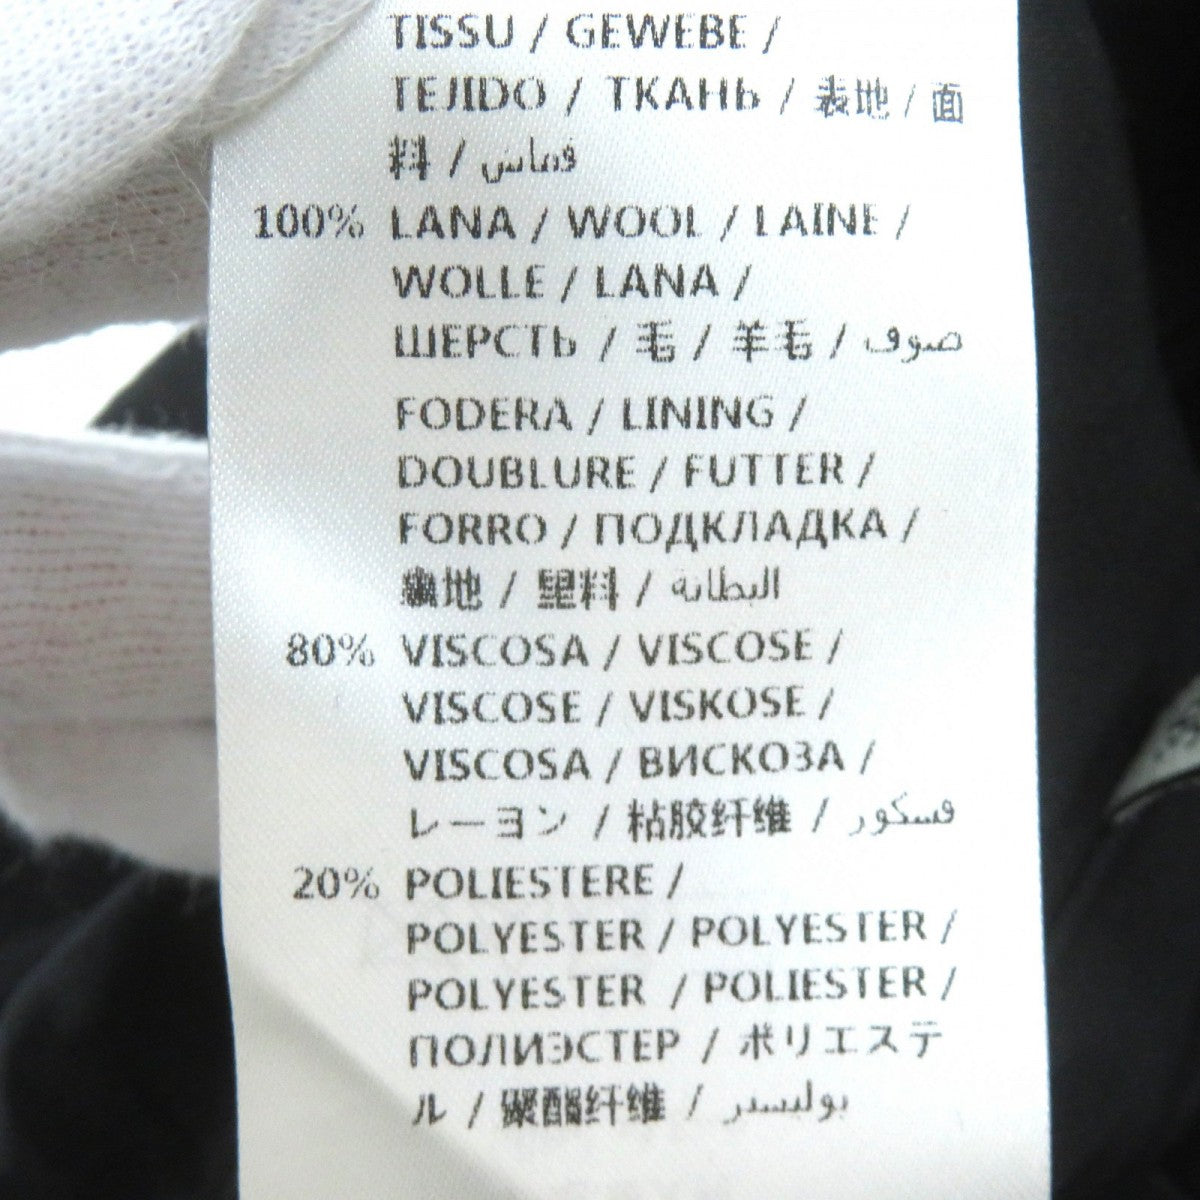 TISSU / GEWEBE /
TEJIDO / ТКАНЬ / 表地 / 面
料 / قماش
100% LANA / WOOL / LAINE /
WOLLE / LANA /
ШЕРСТЬ / 毛 / 羊毛 / صوف
FODERA / LINING /
DOUBLURE / FUTTER /
FORRO / ПОДКЛАДКА /
裏地 / 里料 / البطانة
80% VISCOSA / VISCOSE /
VISCOSE / VISKOSE /
VISCOSA / ВИСКОЗА /
レーヨン / 粘胶纤维 / فسكور
20% POLIESTERE /
POLYESTER / POLYESTER /
POLYESTER / POLIESTER /
ПОЛИЭСТЕР / ポリエステ
ル / 聚酯纤维 / بوليستر